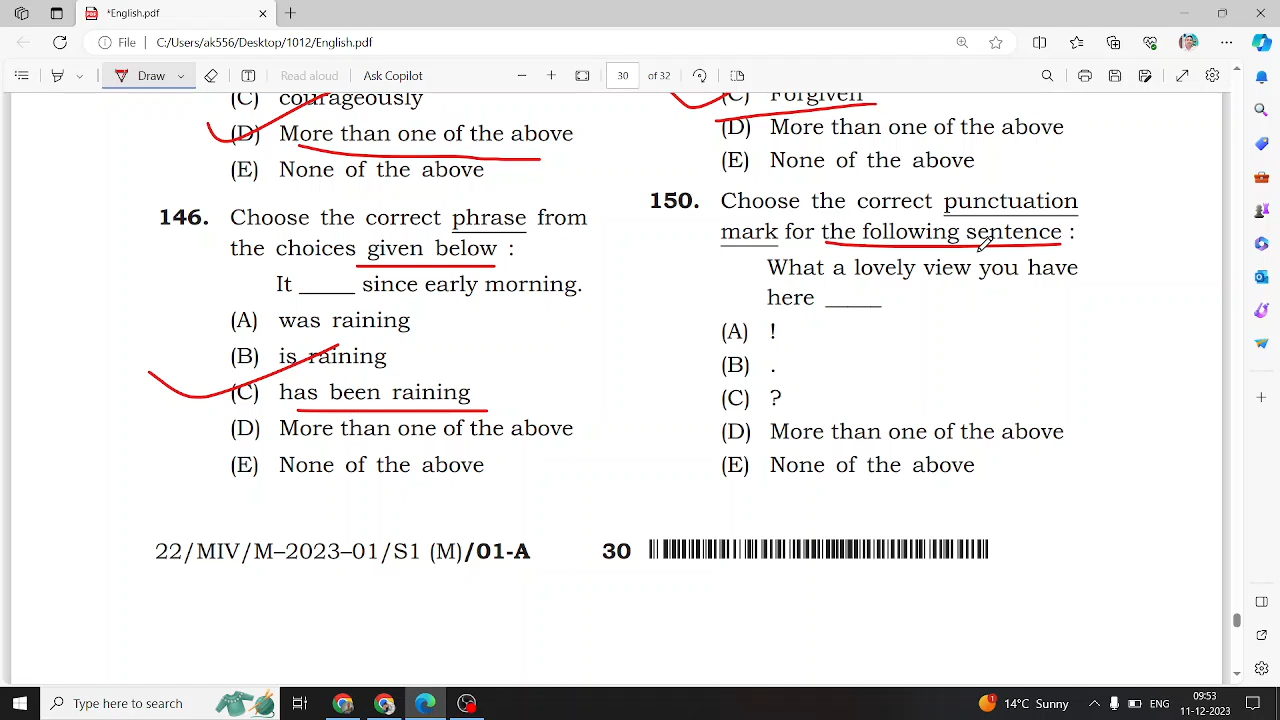 *English.pdf
File C:/Users/ak556/Desktop/1012/English.pdf
Draw Read aloud Ask Copilot 30 of 32
(C) courageously
(D) More than one of the above
(E) None of the above
146. Choose the correct phrase from
the choices given below :
It _____ since early morning.
(A) was raining
(B) is raining
(C) has been raining
(D) More than one of the above
(E) None of the above
(C) Forgiven
(D) More than one of the above
(E) None of the above
150. Choose the correct punctuation
mark for the following sentence :
What a lovely view you have
here _____
(A) !
(B) .
(C) ?
(D) More than one of the above
(E) None of the above
22/MIV/M–2023–01/S1 (M)/01-A 30
Type here to search 14°C Sunny ENG 09:53
11-12-2023